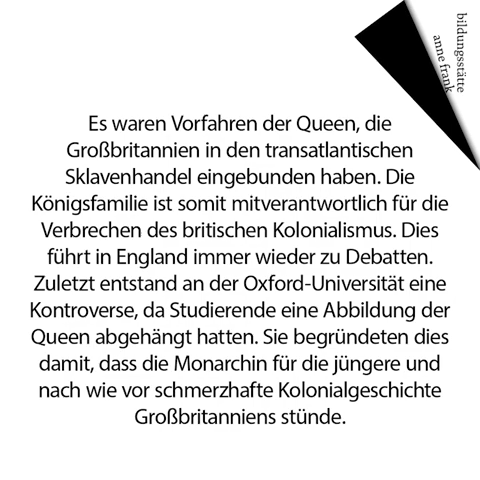 bildungsstätte
anne frank
Es waren Vorfahren der Queen, die
Großbritannien in den transatlantischen
Sklavenhandel eingebunden haben. Die
Königsfamilie ist somit mitverantwortlich für die
Verbrechen des britischen Kolonialismus. Dies
führt in England immer wieder zu Debatten.
Zuletzt entstand an der Oxford-Universität eine
Kontroverse, da Studierende eine Abbildung der
Queen abgehängt hatten. Sie begründeten dies
damit, dass die Monarchin für die jüngere und
nach wie vor schmerzhafte Kolonialgeschichte
Großbritanniens stünde.